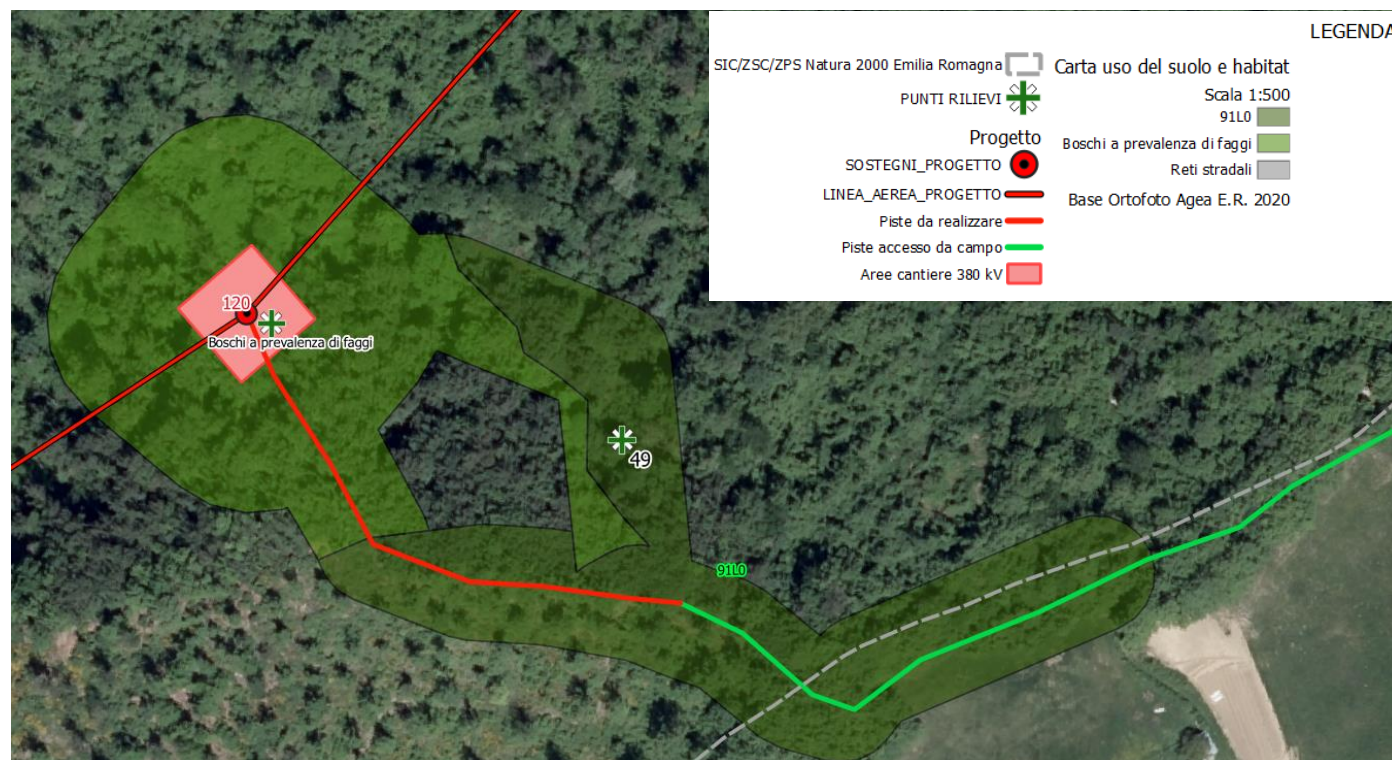 LEGENDA
SIC/ZSC/ZPS Natura 2000 Emilia Romagna
PUNTI RILIEVI
Progetto
SOSTEGNI_PROGETTO
LINEA_AEREA_PROGETTO
Piste da realizzare
Piste accesso da campo
Aree cantiere 380 kV
Carta uso del suolo e habitat
Scala 1:500
91L0
Boschi a prevalenza di faggi
Reti stradali
Base Ortofoto Agea E.R. 2020
120
Boschi a prevalenza di faggi
49
91L0